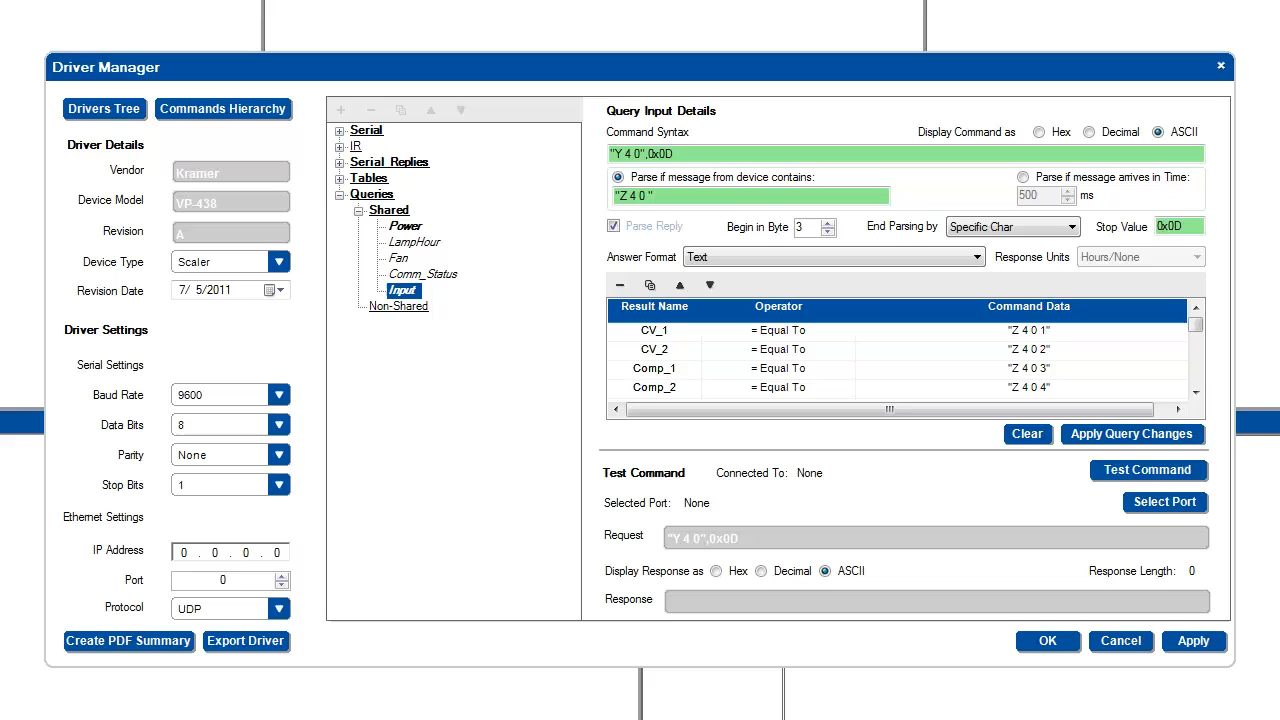 Driver Manager
×
Drivers Tree
Commands Hierarchy
Driver Details
Vendor
Kramer
Device Model
VP-438
Revision
A
Device Type
Scaler
Revision Date
7/ 5/2011
Driver Settings
Serial Settings
Baud Rate
9600
Data Bits
8
Parity
None
Stop Bits
1
Ethernet Settings
IP Address
0 . 0 . 0 . 0
Port
0
Protocol
UDP
Create PDF Summary
Export Driver
Serial
IR
Serial Replies
Tables
Queries
Shared
Power
LampHour
Fan
Comm_Status
Input
Non-Shared
Query Input Details
Command Syntax
Display Command as
Hex
Decimal
ASCII
"Y 4 0",0x0D
Parse if message from device contains:
"Z 4 0 "
Parse if message arrives in Time:
500
ms
Parse Reply
Begin in Byte
3
End Parsing by
Specific Char
Stop Value
0x0D
Answer Format
Text
Response Units
Hours/None
Result Name
Operator
Command Data
CV_1
= Equal To
"Z 4 0 1"
CV_2
= Equal To
"Z 4 0 2"
Comp_1
= Equal To
"Z 4 0 3"
Comp_2
= Equal To
"Z 4 0 4"
Clear
Apply Query Changes
Test Command
Connected To:
None
Test Command
Selected Port:
None
Select Port
Request
"Y 4 0",0x0D
Display Response as
Hex
Decimal
ASCII
Response Length:
0
Response
OK
Cancel
Apply